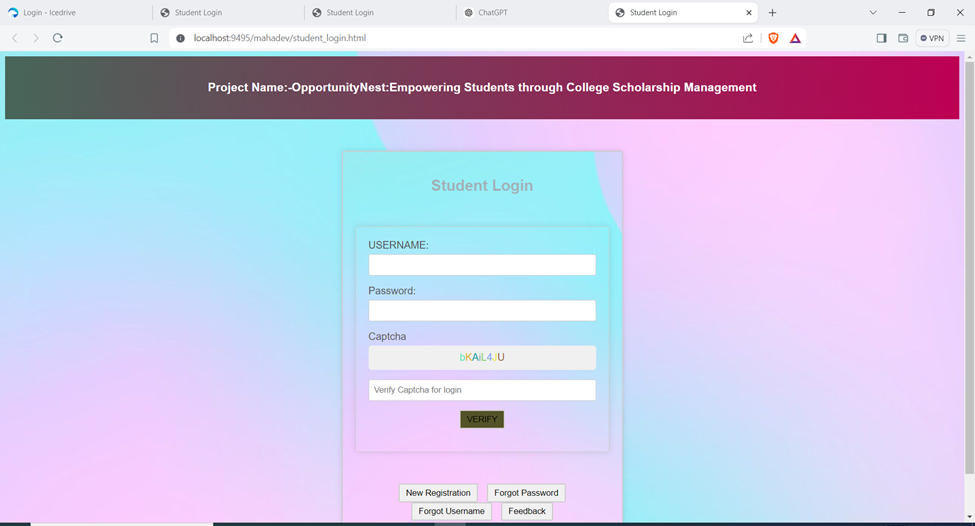 Login - Icedrive
Student Login
Student Login
ChatGPT
Student Login
localhost:9495/mahadev/student_login.html
VPN
Project Name:-OpportunityNest:Empowering Students through College Scholarship Management
Student Login
USERNAME:
Password:
Captcha
bKAiL4JU
Verify Captcha for login
VERIFY
New Registration
Forgot Password
Forgot Username
Feedback